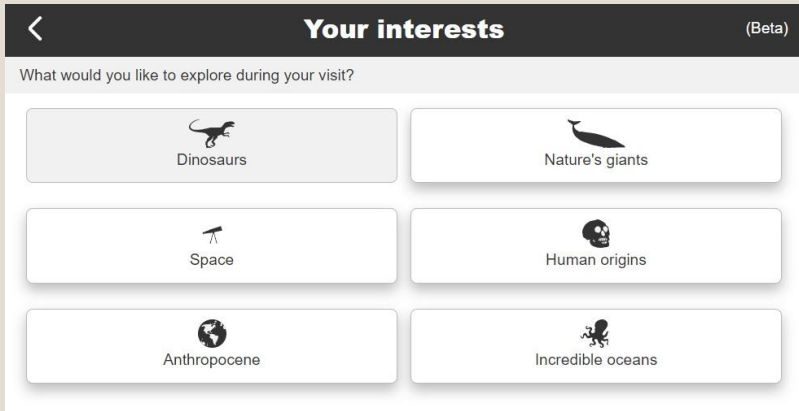 Your interests
(Beta)
What would you like to explore during your visit?
Dinosaurs
Nature's giants
Space
Human origins
Anthropocene
Incredible oceans